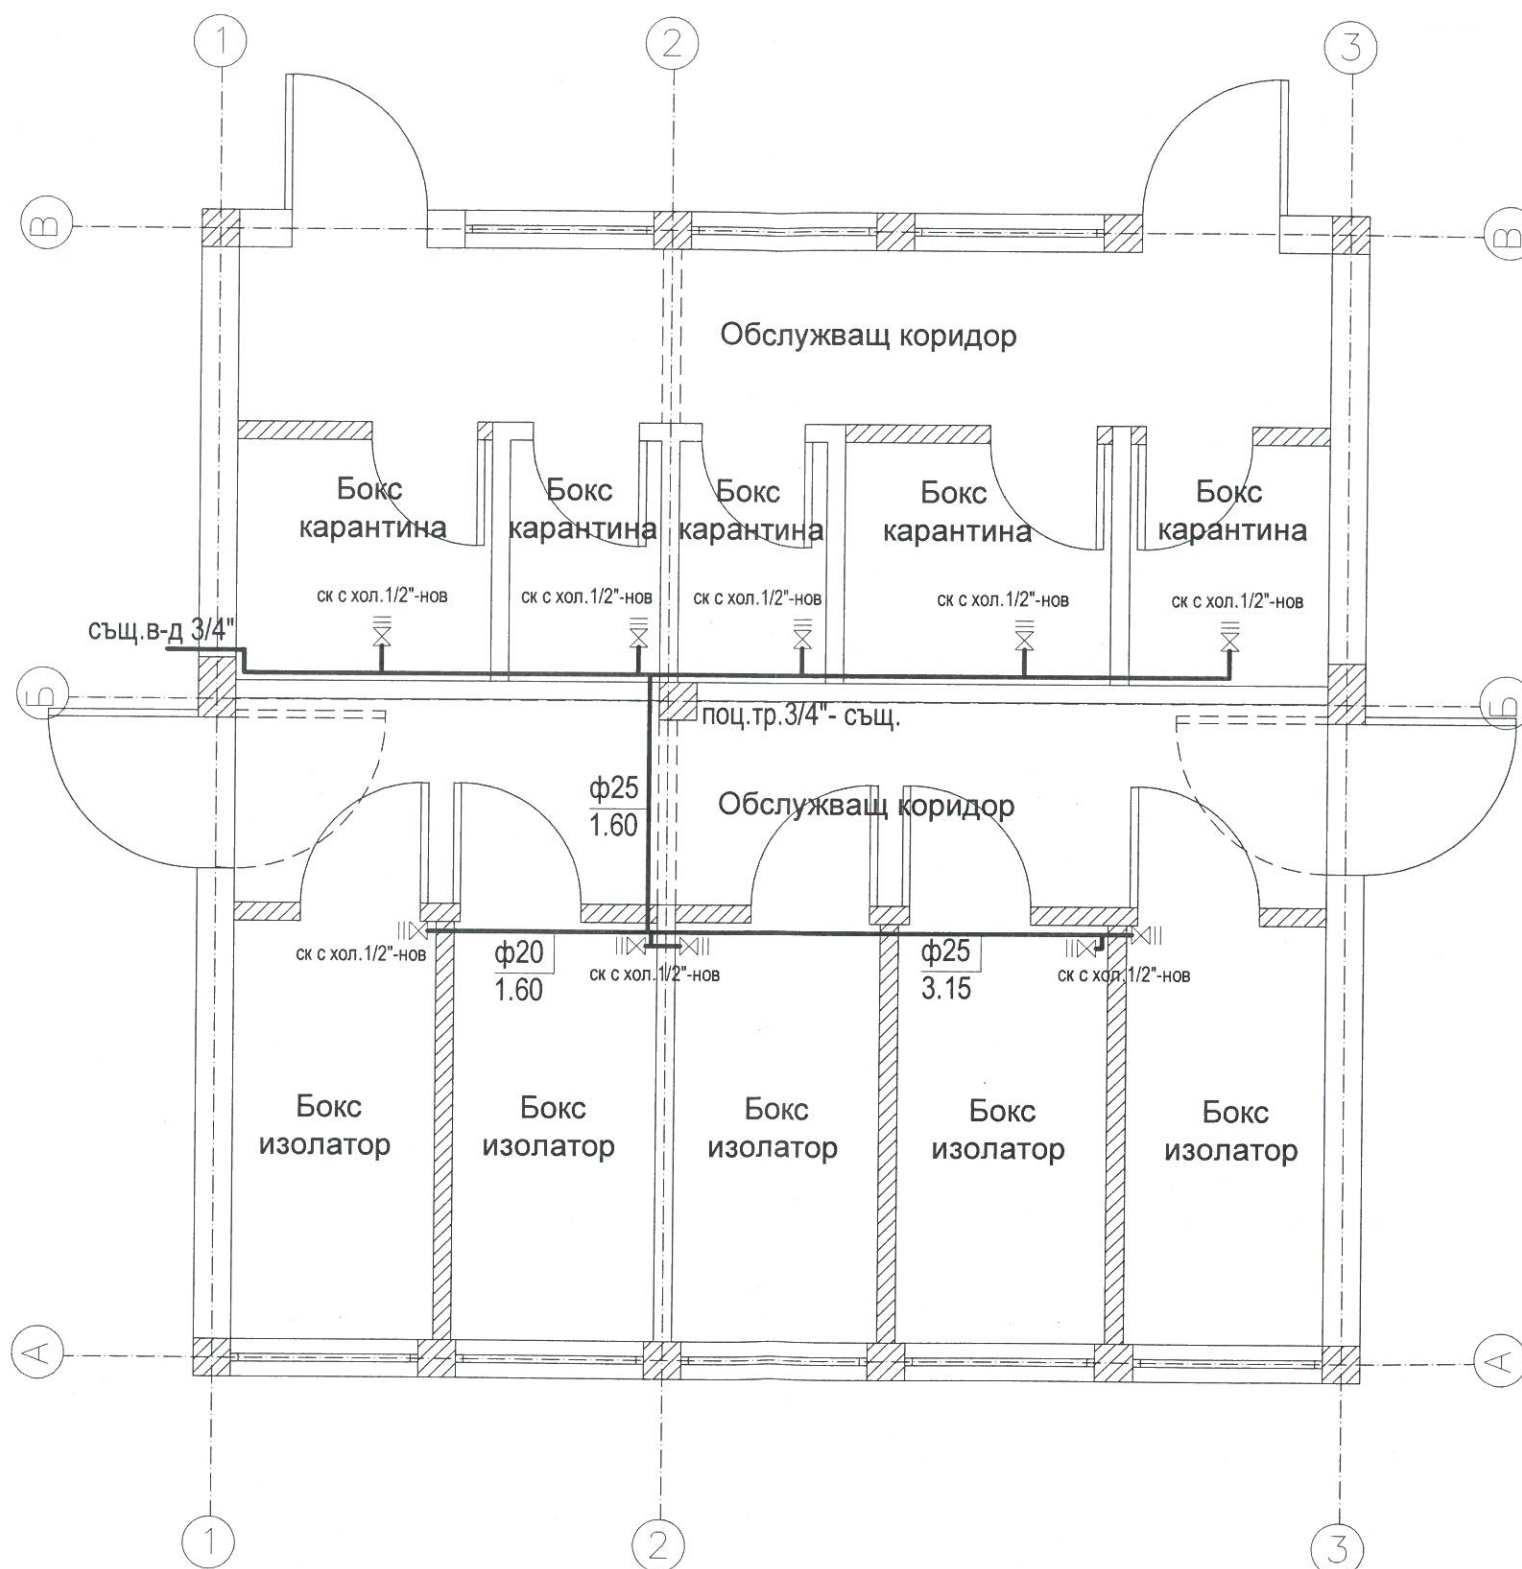 1
2
3
В
В
Обслужващ коридор
Бокс
карантина
Бокс
карантина
Бокс
карантина
Бокс
карантина
Бокс
карантина
ск с хол.1/2"-нов
ск с хол.1/2"-нов
ск с хол.1/2"-нов
ск с хол.1/2"-нов
ск с хол.1/2"-нов
същ.в-д 3/4"
Б
Б
поц.тр.3/4"- същ.
ф25
1.60
Обслужващ коридор
ск с хол.1/2"-нов
ф20
1.60
ск с хол.1/2"-нов
ф25
3.15
ск с хол.1/2"-нов
Бокс
изолатор
Бокс
изолатор
Бокс
изолатор
Бокс
изолатор
Бокс
изолатор
А
А
1
2
3